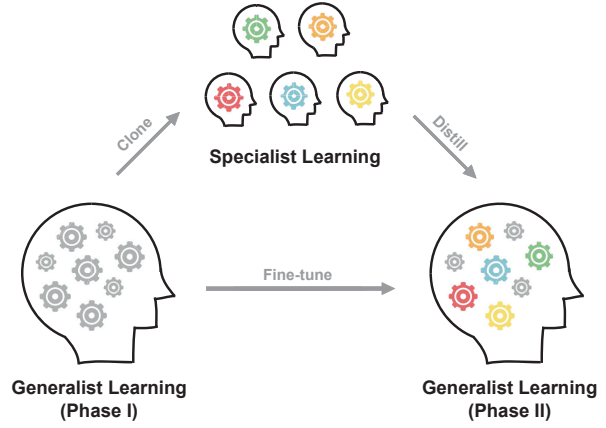 Clone
Distill
Specialist Learning
Fine-tune
Generalist Learning
(Phase I)
Generalist Learning
(Phase II)